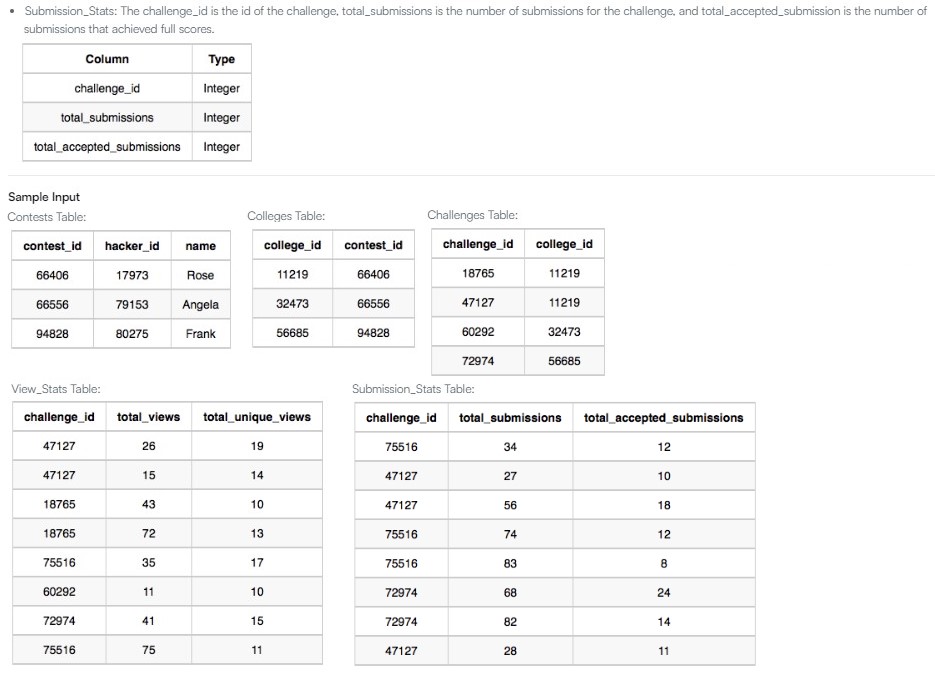 • Submission_Stats: The challenge_id is the id of the challenge, total_submissions is the number of submissions for the challenge, and total_accepted_submission is the number of
submissions that achieved full scores.
Column Type
challenge_id Integer
total_submissions Integer
total_accepted_submissions Integer
Sample Input
Contests Table:
contest_id hacker_id name
66406 17973 Rose
66556 79153 Angela
94828 80275 Frank
Colleges Table:
college_id contest_id
11219 66406
32473 66556
56685 94828
Challenges Table:
challenge_id college_id
18765 11219
47127 11219
60292 32473
72974 56685
View_Stats Table:
challenge_id total_views total_unique_views
47127 26 19
47127 15 14
18765 43 10
18765 72 13
75516 35 17
60292 11 10
72974 41 15
75516 75 11
Submission_Stats Table:
challenge_id total_submissions total_accepted_submissions
75516 34 12
47127 27 10
47127 56 18
75516 74 12
75516 83 8
72974 68 24
72974 82 14
47127 28 11